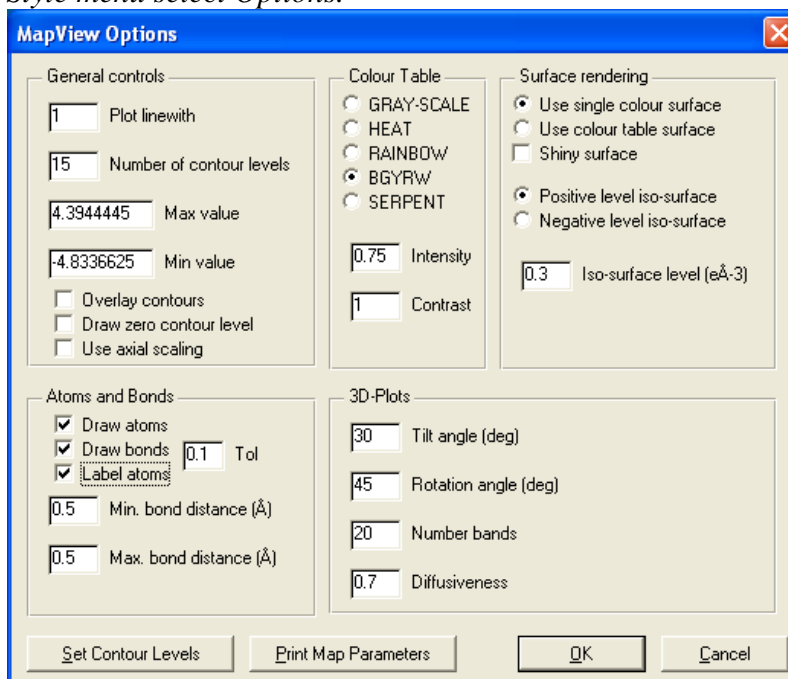 Style menu select Options.
MapView Options
General controls
1 Plot linewith
15 Number of contour levels
4.3944445 Max value
-4.8336625 Min value
Overlay contours
Draw zero contour level
Use axial scaling
Colour Table
GRAY-SCALE
HEAT
RAINBOW
BGYRW
SERPENT
0.75 Intensity
1 Contrast
Surface rendering
Use single colour surface
Use colour table surface
Shiny surface
Positive level iso-surface
Negative level iso-surface
0.3 Iso-surface level (eÅ-3)
Atoms and Bonds
Draw atoms
Draw bonds 0.1 Tol
Label atoms
0.5 Min. bond distance (Å)
0.5 Max. bond distance (Å)
3D-Plots
30 Tilt angle (deg)
45 Rotation angle (deg)
20 Number bands
0.7 Diffusiveness
Set Contour Levels
Print Map Parameters
OK
Cancel